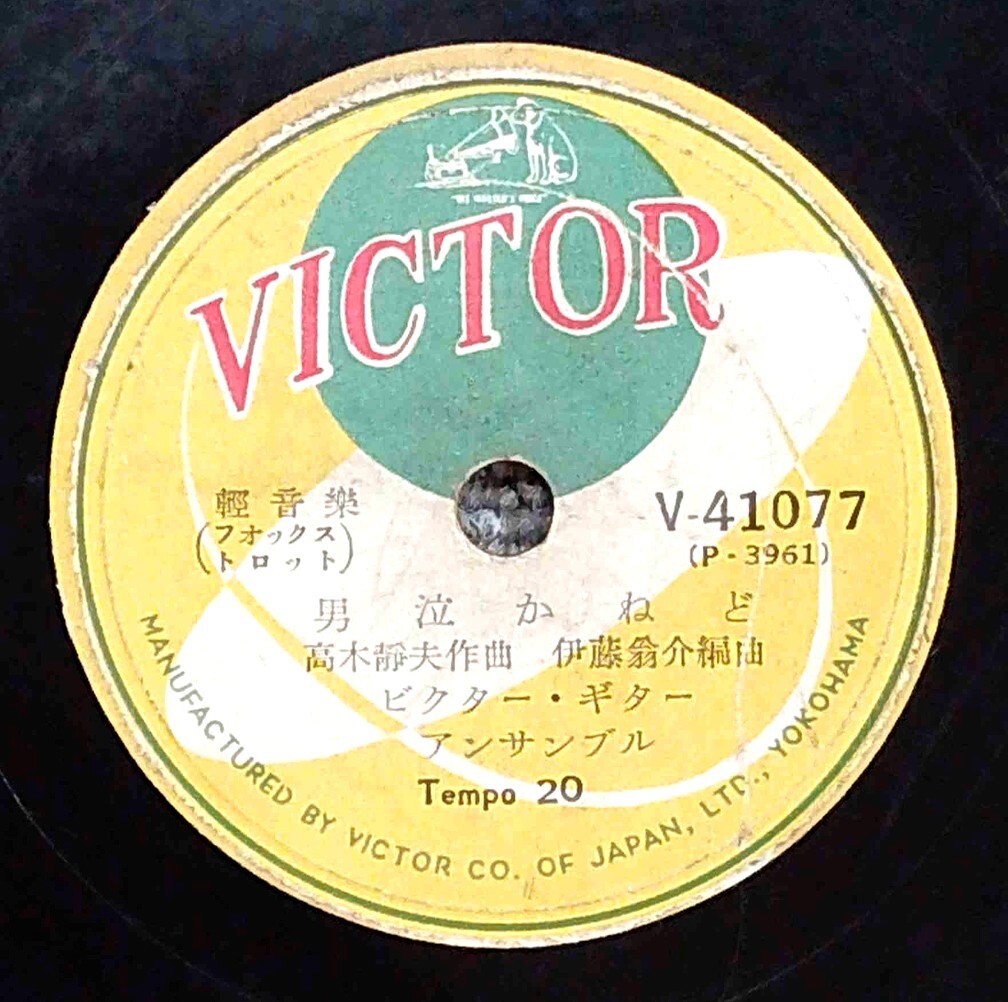 VICTOR
輕音樂
(フオックス
トロット)
V-41077
(P-3961)
男泣かねど
高木靜夫作曲 伊藤翁介編曲
ビクター・ギター
アンサンブル
Tempo 20
MANUFACTURED BY VICTOR CO. OF JAPAN, LTD., YOKOHAMA